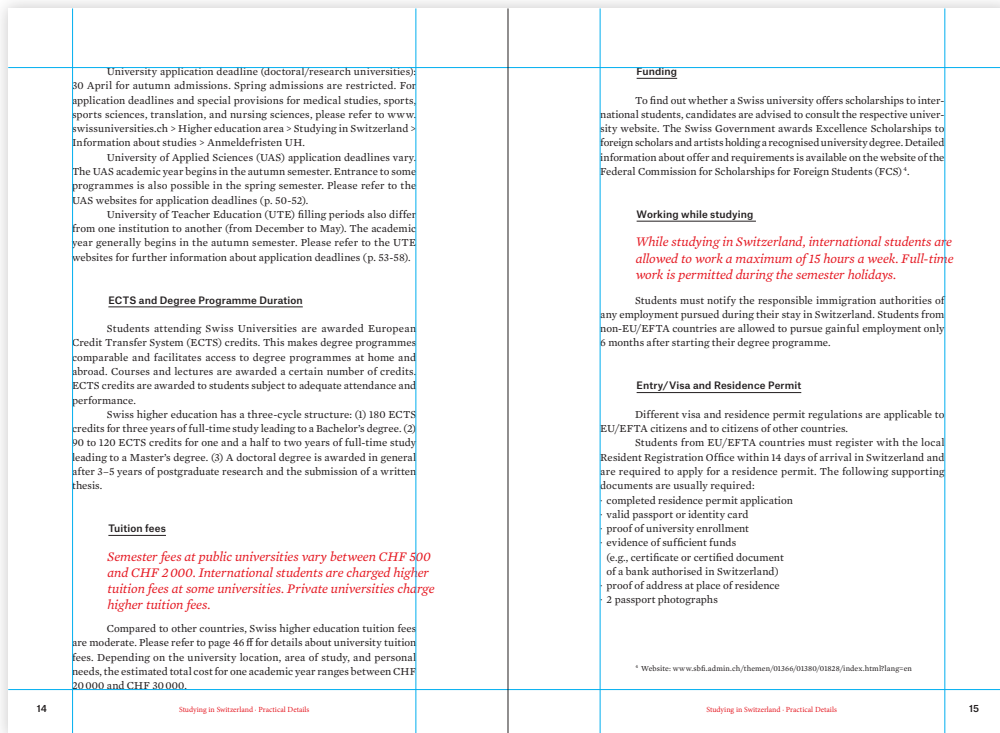 University application deadline (doctoral/research universities):
30 April for autumn admissions. Spring admissions are restricted. For
application deadlines and special provisions for medical studies, sports,
sports sciences, translation, and nursing sciences, please refer to www.
swissuniversities.ch > Higher education area > Studying in Switzerland >
Information about studies > Anmeldefristen UH.
University of Applied Sciences (UAS) application deadlines vary.
The UAS academic year begins in the autumn semester. Entrance to some
programmes is also possible in the spring semester. Please refer to the
UAS websites for application deadlines (p. 50-52).
University of Teacher Education (UTE) filling periods also differ
from one institution to another (from December to May). The academic
year generally begins in the autumn semester. Please refer to the UTE
websites for further information about application deadlines (p. 53-58).
ECTS and Degree Programme Duration
Students attending Swiss Universities are awarded European
Credit Transfer System (ECTS) credits. This makes degree programmes
comparable and facilitates access to degree programmes at home and
abroad. Courses and lectures are awarded a certain number of credits.
ECTS credits are awarded to students subject to adequate attendance and
performance.
Swiss higher education has a three-cycle structure: (1) 180 ECTS
credits for three years of full-time study leading to a Bachelor's degree. (2)
90 to 120 ECTS credits for one and a half to two years of full-time study
leading to a Master's degree. (3) A doctoral degree is awarded in general
after 3–5 years of postgraduate research and the submission of a written
thesis.
Tuition fees
Semester fees at public universities vary between CHF 500
and CHF 2 000. International students are charged higher
tuition fees at some universities. Private universities charge
higher tuition fees.
Compared to other countries, Swiss higher education tuition fees
are moderate. Please refer to page 46 ff for details about university tuition
fees. Depending on the university location, area of study, and personal
needs, the estimated total cost for one academic year ranges between CHF
20 000 and CHF 30 000.
14
Studying in Switzerland · Practical Details
Funding
To find out whether a Swiss university offers scholarships to inter-
national students, candidates are advised to consult the respective univer-
sity website. The Swiss Government awards Excellence Scholarships to
foreign scholars and artists holding a recognised university degree. Detailed
information about offer and requirements is available on the website of the
Federal Commission for Scholarships for Foreign Students (FCS) ⁴.
Working while studying
While studying in Switzerland, international students are
allowed to work a maximum of 15 hours a week. Full-time
work is permitted during the semester holidays.
Students must notify the responsible immigration authorities of
any employment pursued during their stay in Switzerland. Students from
non-EU/EFTA countries are allowed to pursue gainful employment only
6 months after starting their degree programme.
Entry/Visa and Residence Permit
Different visa and residence permit regulations are applicable to
EU/EFTA citizens and to citizens of other countries.
Students from EU/EFTA countries must register with the local
Resident Registration Office within 14 days of arrival in Switzerland and
are required to apply for a residence permit. The following supporting
documents are usually required:
· completed residence permit application
· valid passport or identity card
· proof of university enrollment
· evidence of sufficient funds
(e.g., certificate or certified document
of a bank authorised in Switzerland)
· proof of address at place of residence
· 2 passport photographs
⁴ Website: www.sbfi.admin.ch/themen/01366/01380/01828/index.html?lang=en
Studying in Switzerland · Practical Details
15